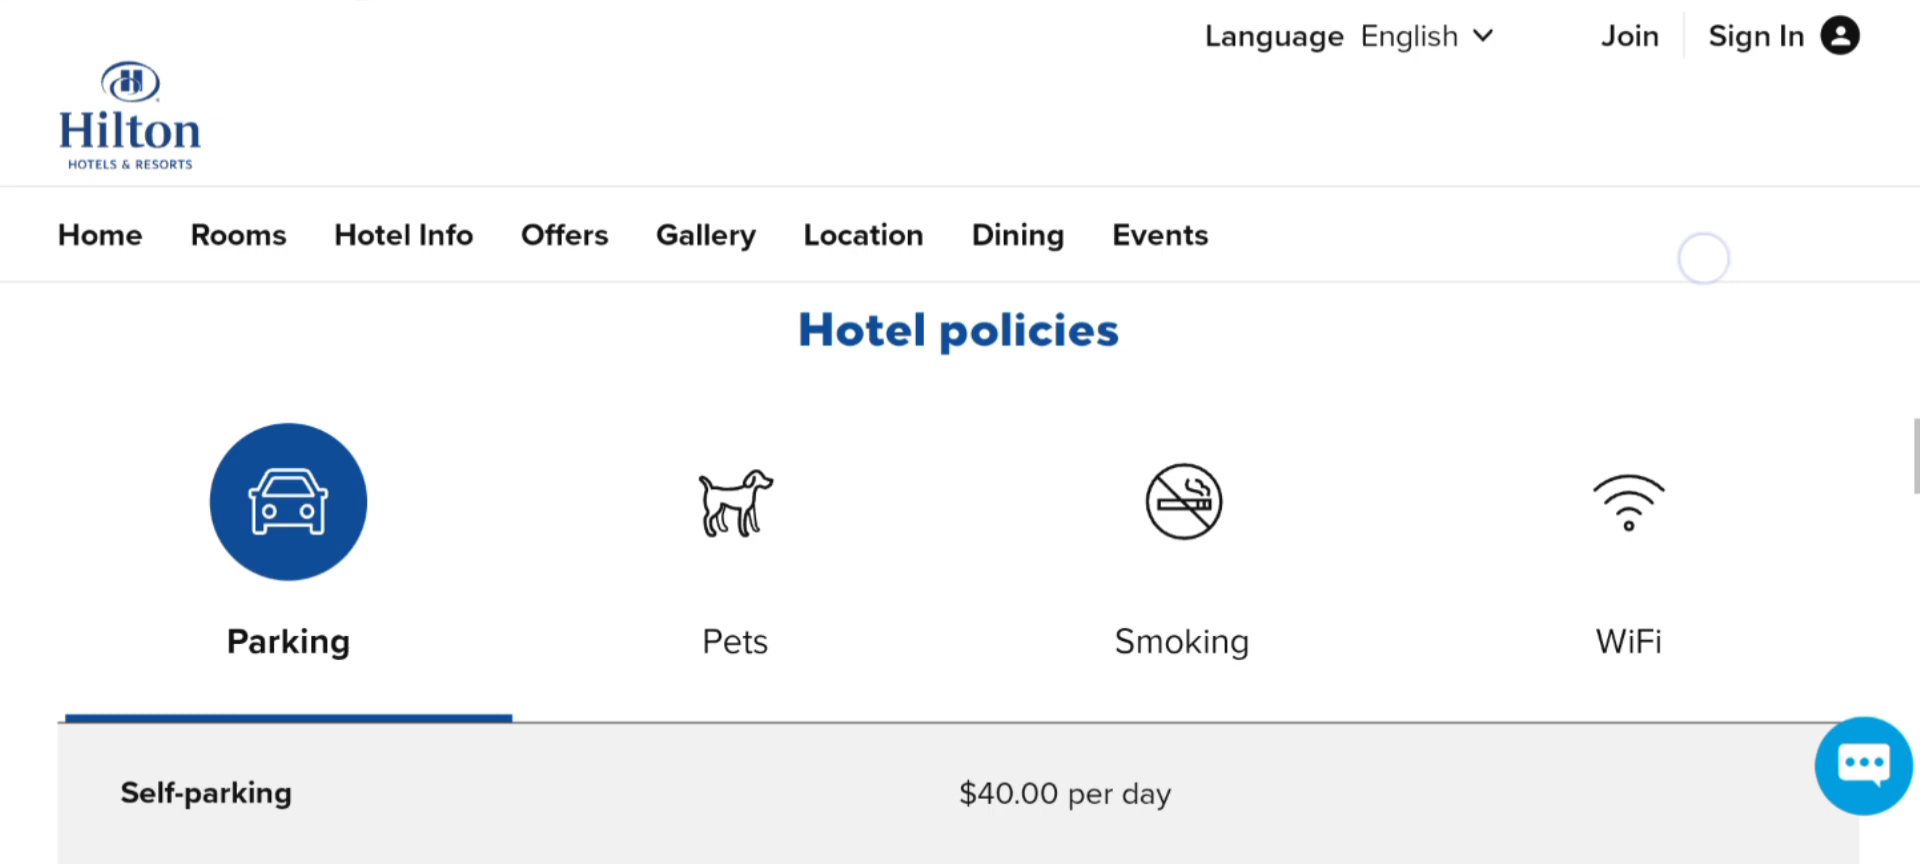 Language English Join Sign In
Hilton
HOTELS & RESORTS
Home Rooms Hotel Info Offers Gallery Location Dining Events
Hotel policies
Parking Pets Smoking WiFi
Self-parking $40.00 per day